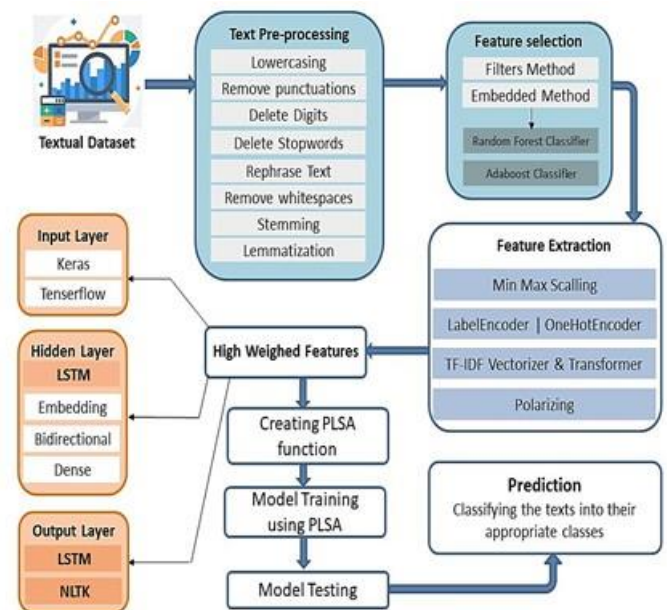 Textual Dataset
Text Pre-processing
Lowercasing
Remove punctuations
Delete Digits
Delete Stopwords
Rephrase Text
Remove whitespaces
Stemming
Lemmatization
Feature selection
Filters Method
Embedded Method
Random Forest Classifier
Adaboost Classifier
Feature Extraction
Min Max Scalling
LabelEncoder | OneHotEncoder
TF-IDF Vectorizer & Transformer
Polarizing
High Weighed Features
Input Layer
Keras
Tenserflow
Hidden Layer
LSTM
Embedding
Bidirectional
Dense
Output Layer
LSTM
NLTK
Creating PLSA
function
Model Training
using PLSA
Model Testing
Prediction
Classifying the texts into their
appropriate classes